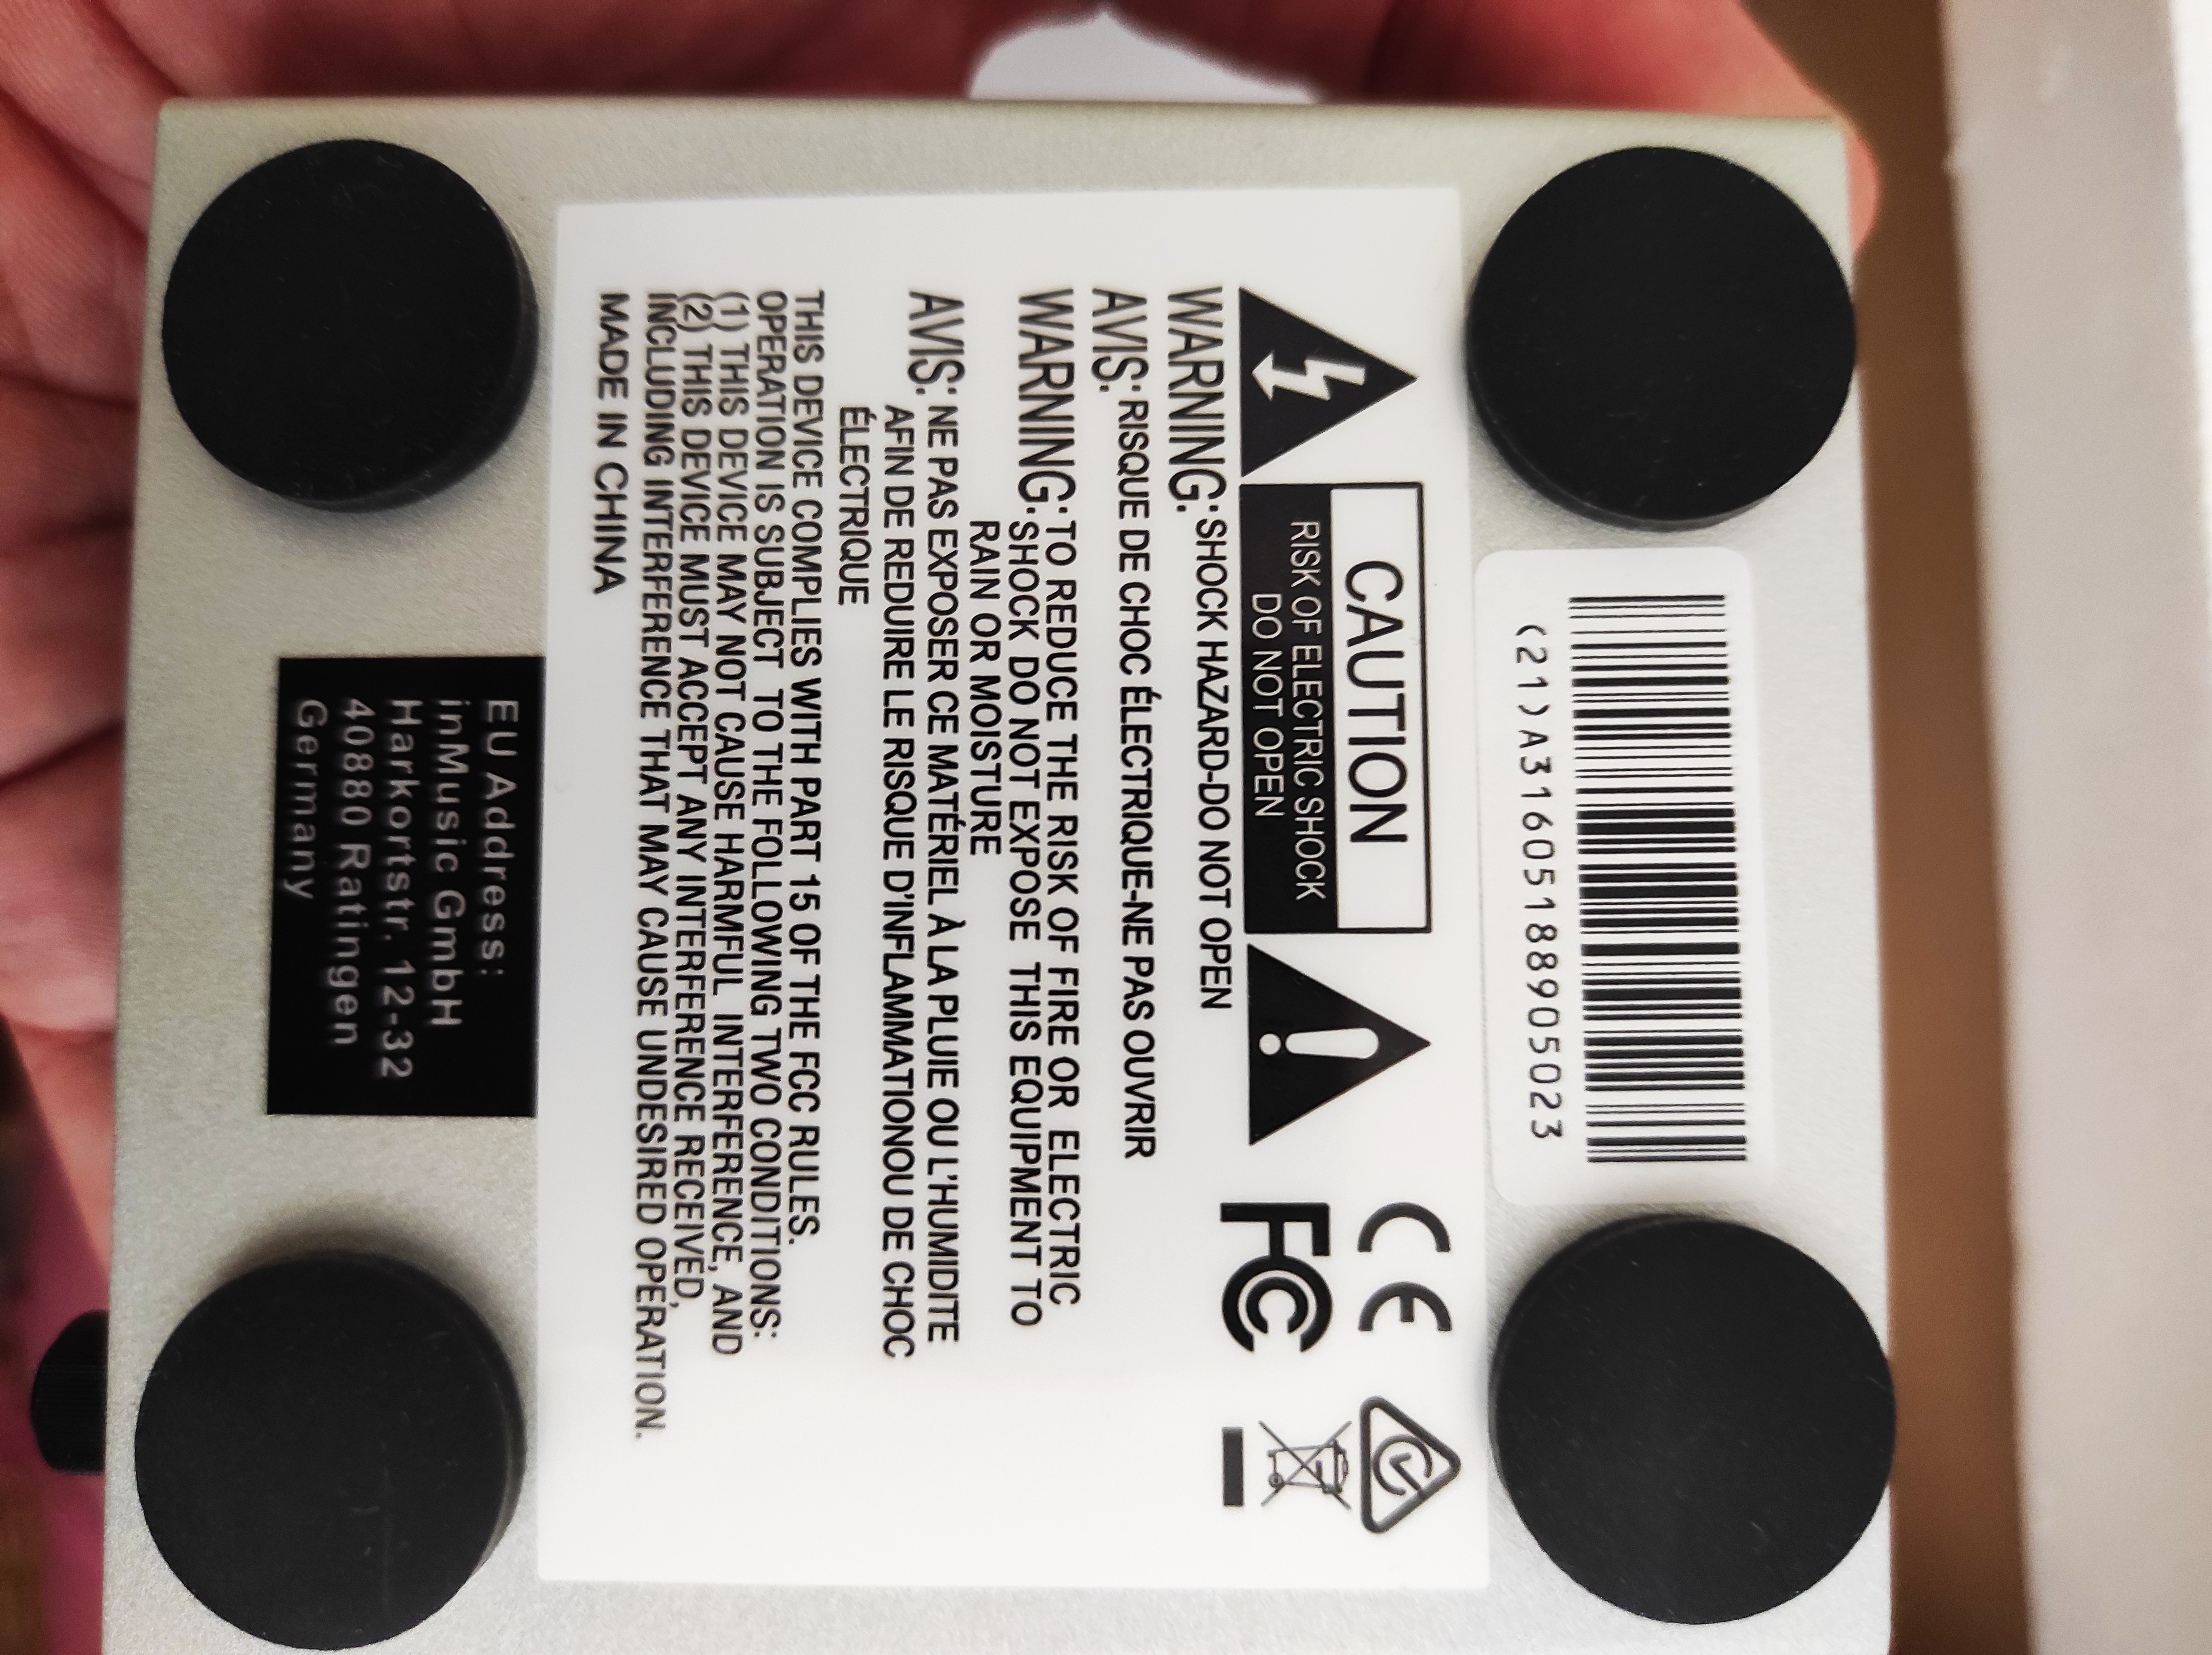 (21)A31605188905023
CAUTION
RISK OF ELECTRIC SHOCK
DO NOT OPEN
CE
FC
WARNING: SHOCK HAZARD-DO NOT OPEN
AVIS: RISQUE DE CHOC ÉLECTRIQUE-NE PAS OUVRIR
WARNING: TO REDUCE THE RISK OF FIRE OR ELECTRIC
SHOCK DO NOT EXPOSE THIS EQUIPMENT TO
RAIN OR MOISTURE
AVIS: NE PAS EXPOSER CE MATÉRIEL À LA PLUIE OU L'HUMIDITE
AFIN DE REDUIRE LE RISQUE D'INFLAMMATIONOU DE CHOC
ÉLECTRIQUE
THIS DEVICE COMPLIES WITH PART 15 OF THE FCC RULES.
OPERATION IS SUBJECT TO THE FOLLOWING TWO CONDITIONS:
(1) THIS DEVICE MAY NOT CAUSE HARMFUL INTERFERENCE, AND
(2) THIS DEVICE MUST ACCEPT ANY INTERFERENCE RECEIVED,
INCLUDING INTERFERENCE THAT MAY CAUSE UNDESIRED OPERATION.
MADE IN CHINA
EU Address:
inMusic GmbH
Harkortstr. 12-32
40880 Ratingen
Germany